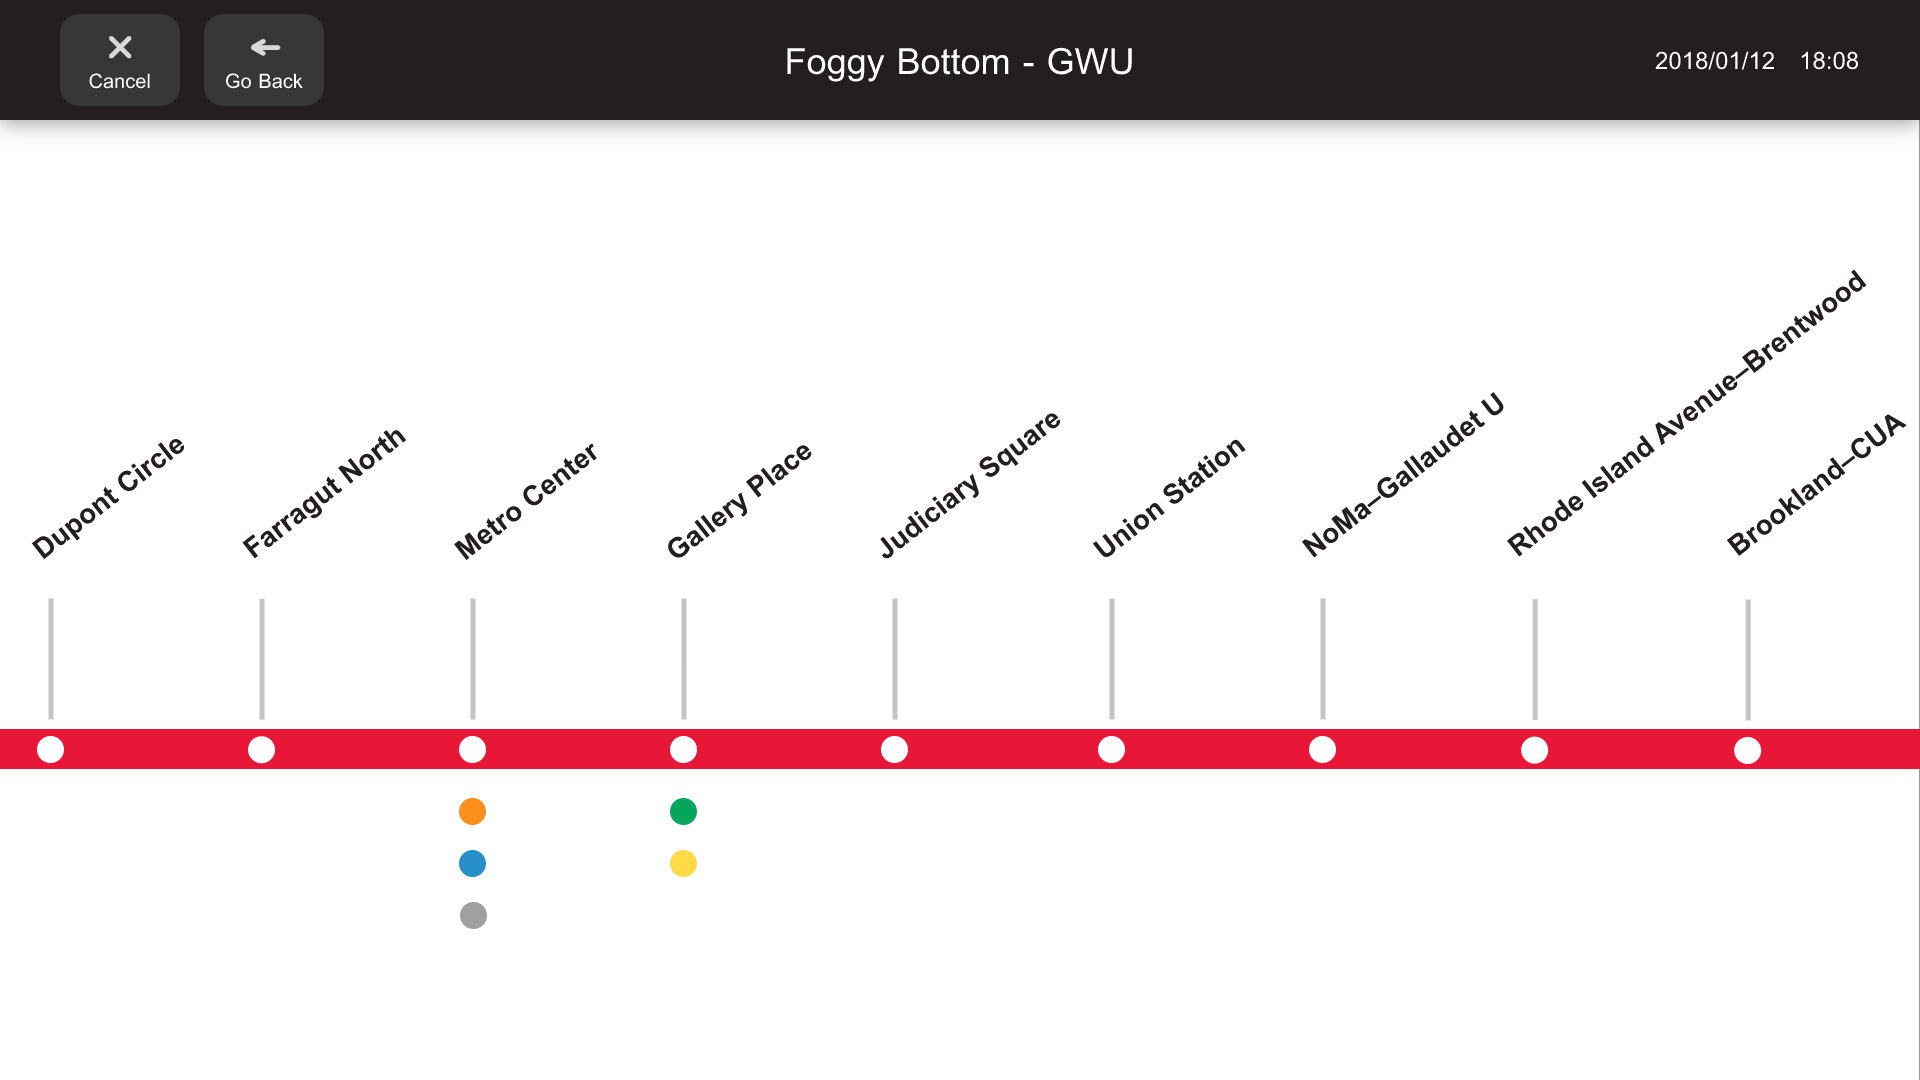 Cancel
Go Back
Foggy Bottom - GWU
2018/01/12 18:08
Dupont Circle
Farragut North
Metro Center
Gallery Place
Judiciary Square
Union Station
NoMa–Gallaudet U
Rhode Island Avenue–Brentwood
Brookland–CUA